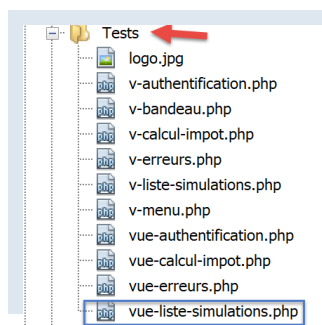 Tests
logo.jpg
v-authentification.php
v-bandeau.php
v-calcul-impot.php
v-erreurs.php
v-liste-simulations.php
v-menu.php
vue-authentification.php
vue-calcul-impot.php
vue-erreurs.php
vue-liste-simulations.php